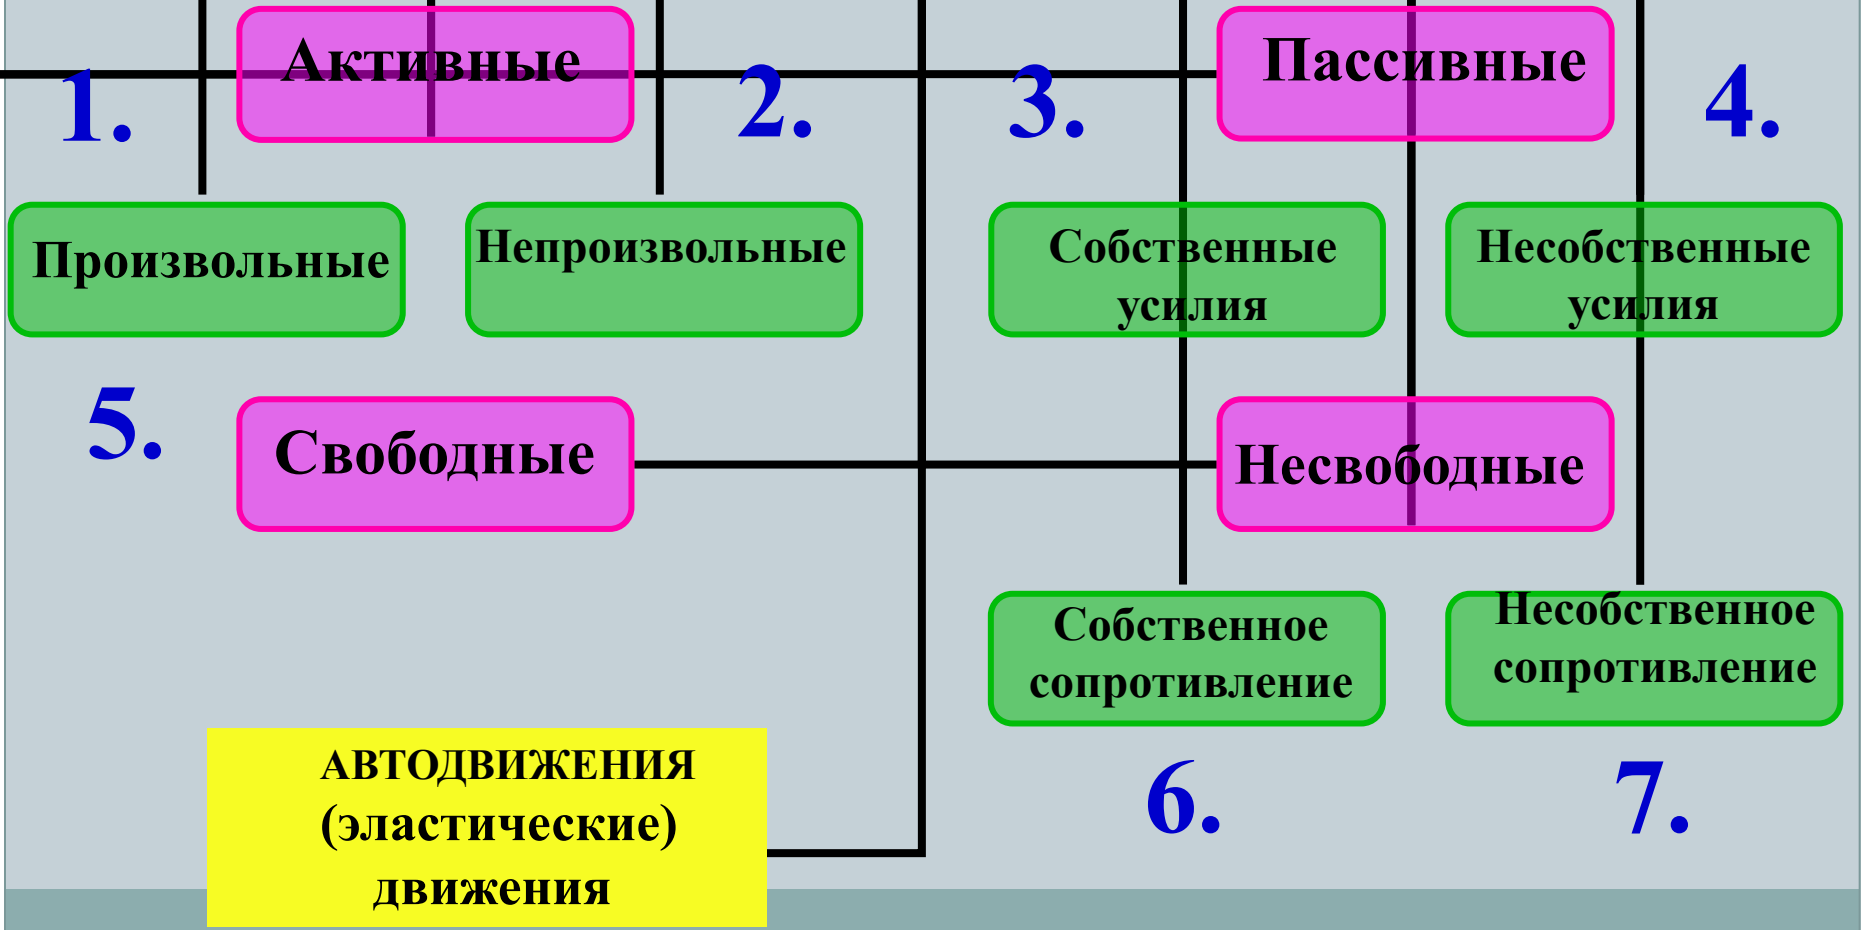 Активные
Пассивные
1.
2.
3.
4.
Произвольные
Непроизвольные
Собственные
усилия
Несобственные
усилия
5.
Свободные
Несвободные
Собственное
сопротивление
Несобственное
сопротивление
АВТОДВИЖЕНИЯ
(эластические)
движения
6.
7.